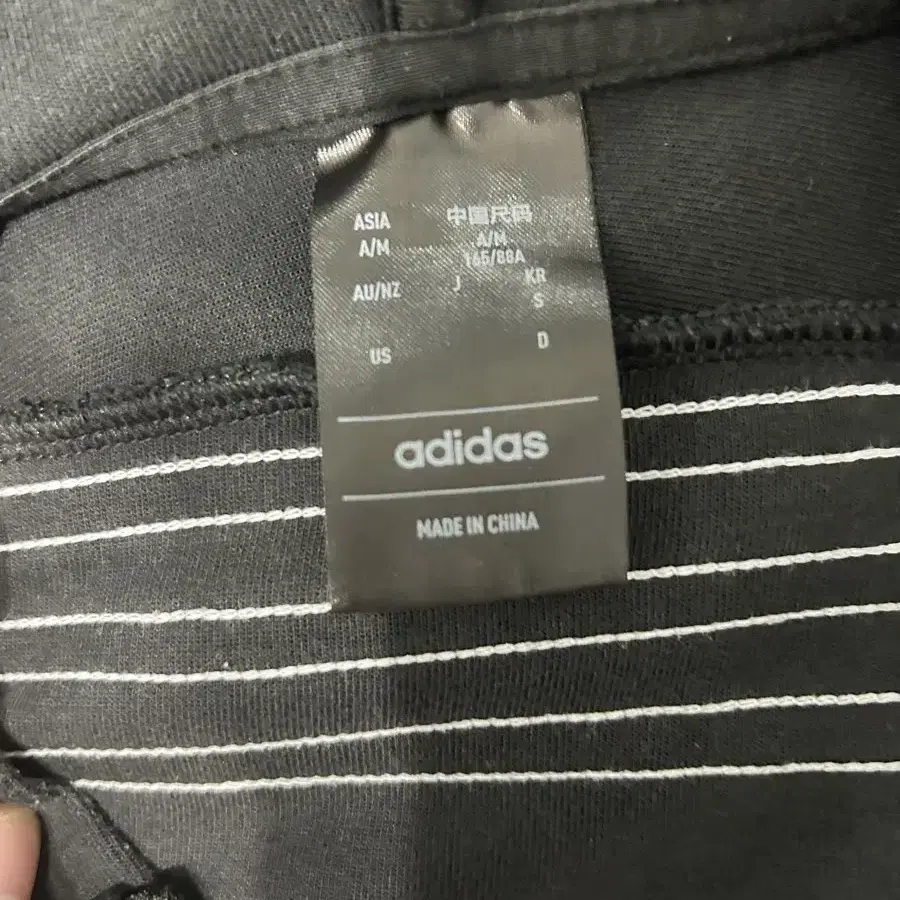 ASIA
A/M
中国尺码
A/M
165/88A
AU/NZ
J
KR
S
US
D
adidas
MADE IN CHINA